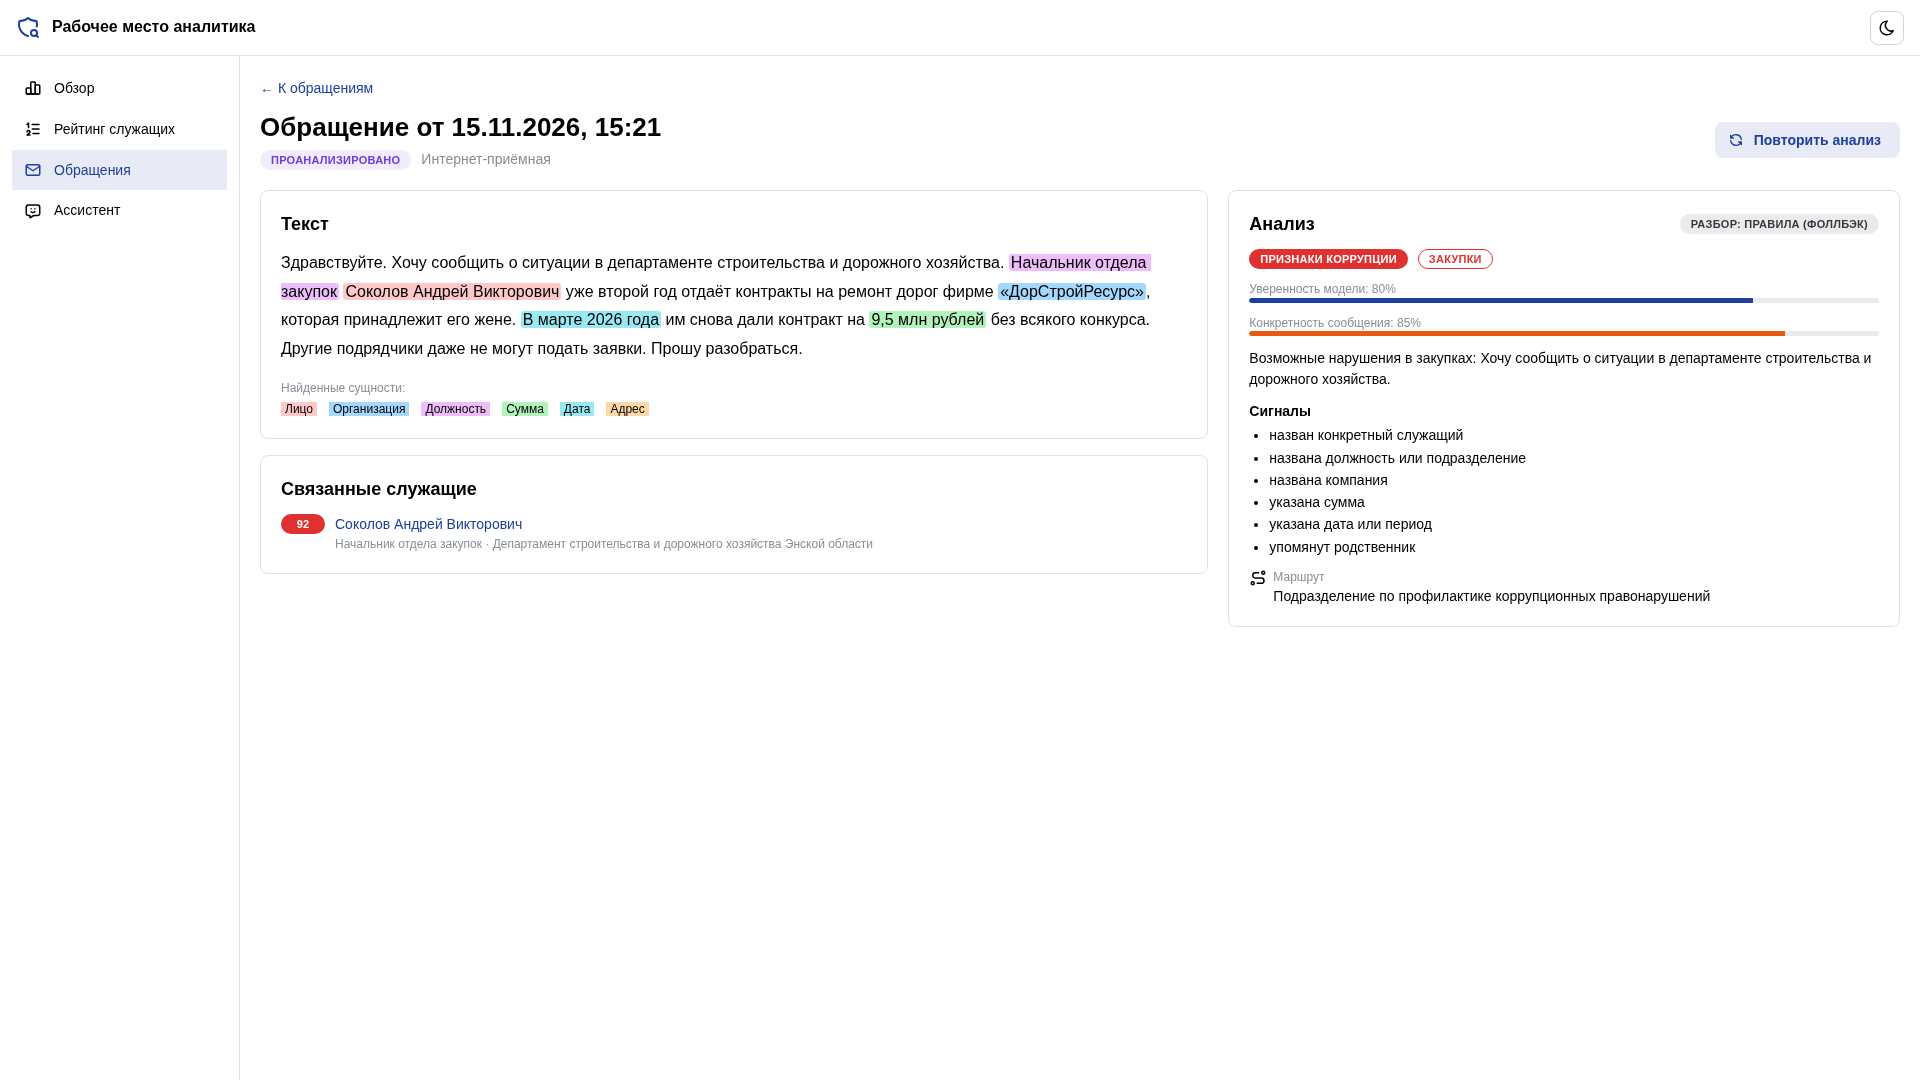 Рабочее место аналитика
Обзор
Рейтинг служащих
Обращения
Ассистент
← К обращениям
Обращение от 15.11.2026, 15:21
ПРОАНАЛИЗИРОВАНО
Интернет-приёмная
Повторить анализ
Текст
Здравствуйте. Хочу сообщить о ситуации в департаменте строительства и дорожного хозяйства. Начальник отдела
закупок Соколов Андрей Викторович уже второй год отдаёт контракты на ремонт дорог фирме «ДорСтройРесурс»,
которая принадлежит его жене. В марте 2026 года им снова дали контракт на 9,5 млн рублей без всякого конкурса.
Другие подрядчики даже не могут подать заявки. Прошу разобраться.
Найденные сущности:
Лицо Организация Должность Сумма Дата Адрес
Связанные служащие
92 Соколов Андрей Викторович
Начальник отдела закупок · Департамент строительства и дорожного хозяйства Энской области
Анализ
РАЗБОР: ПРАВИЛА (ФОЛЛБЭК)
ПРИЗНАКИ КОРРУПЦИИ ЗАКУПКИ
Уверенность модели: 80%
Конкретность сообщения: 85%
Возможные нарушения в закупках: Хочу сообщить о ситуации в департаменте строительства и
дорожного хозяйства.
Сигналы
• назван конкретный служащий
• названа должность или подразделение
• названа компания
• указана сумма
• указана дата или период
• упомянут родственник
Маршрут
Подразделение по профилактике коррупционных правонарушений